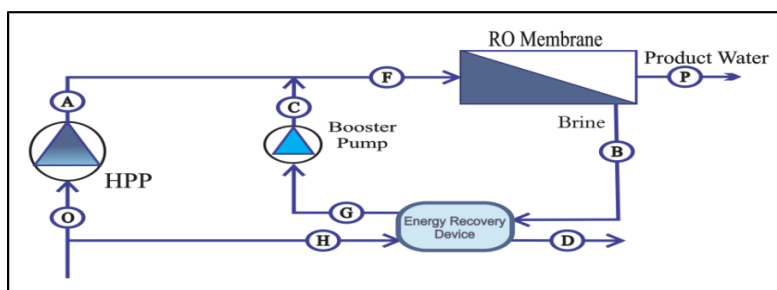 RO Membrane
Product Water
F
P
A
C
Booster
Pump
Brine
B
HPP
O
G
Energy Recovery
Device
H
D